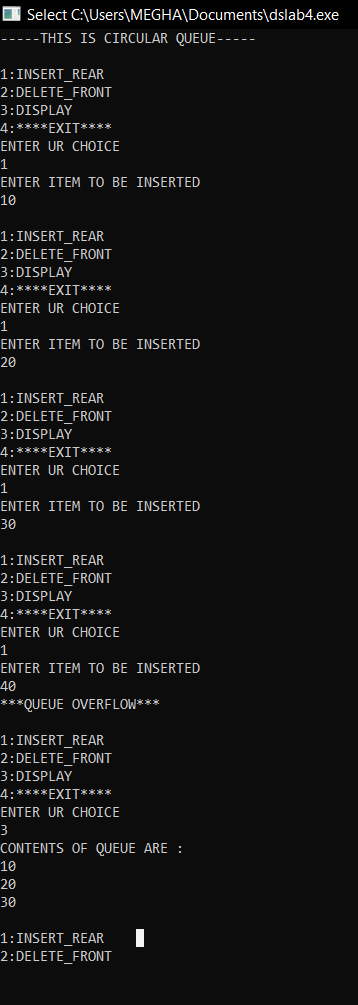 Select C:\Users\MEGHA\Documents\dslab4.exe
-----THIS IS CIRCULAR QUEUE-----
1:INSERT_REAR
2:DELETE_FRONT
3:DISPLAY
4:****EXIT****
ENTER UR CHOICE
1
ENTER ITEM TO BE INSERTED
10
1:INSERT_REAR
2:DELETE_FRONT
3:DISPLAY
4:****EXIT****
ENTER UR CHOICE
1
ENTER ITEM TO BE INSERTED
20
1:INSERT_REAR
2:DELETE_FRONT
3:DISPLAY
4:****EXIT****
ENTER UR CHOICE
1
ENTER ITEM TO BE INSERTED
30
1:INSERT_REAR
2:DELETE_FRONT
3:DISPLAY
4:****EXIT****
ENTER UR CHOICE
1
ENTER ITEM TO BE INSERTED
40
***QUEUE OVERFLOW***
1:INSERT_REAR
2:DELETE_FRONT
3:DISPLAY
4:****EXIT****
ENTER UR CHOICE
3
CONTENTS OF QUEUE ARE :
10
20
30
1:INSERT_REAR
2:DELETE_FRONT